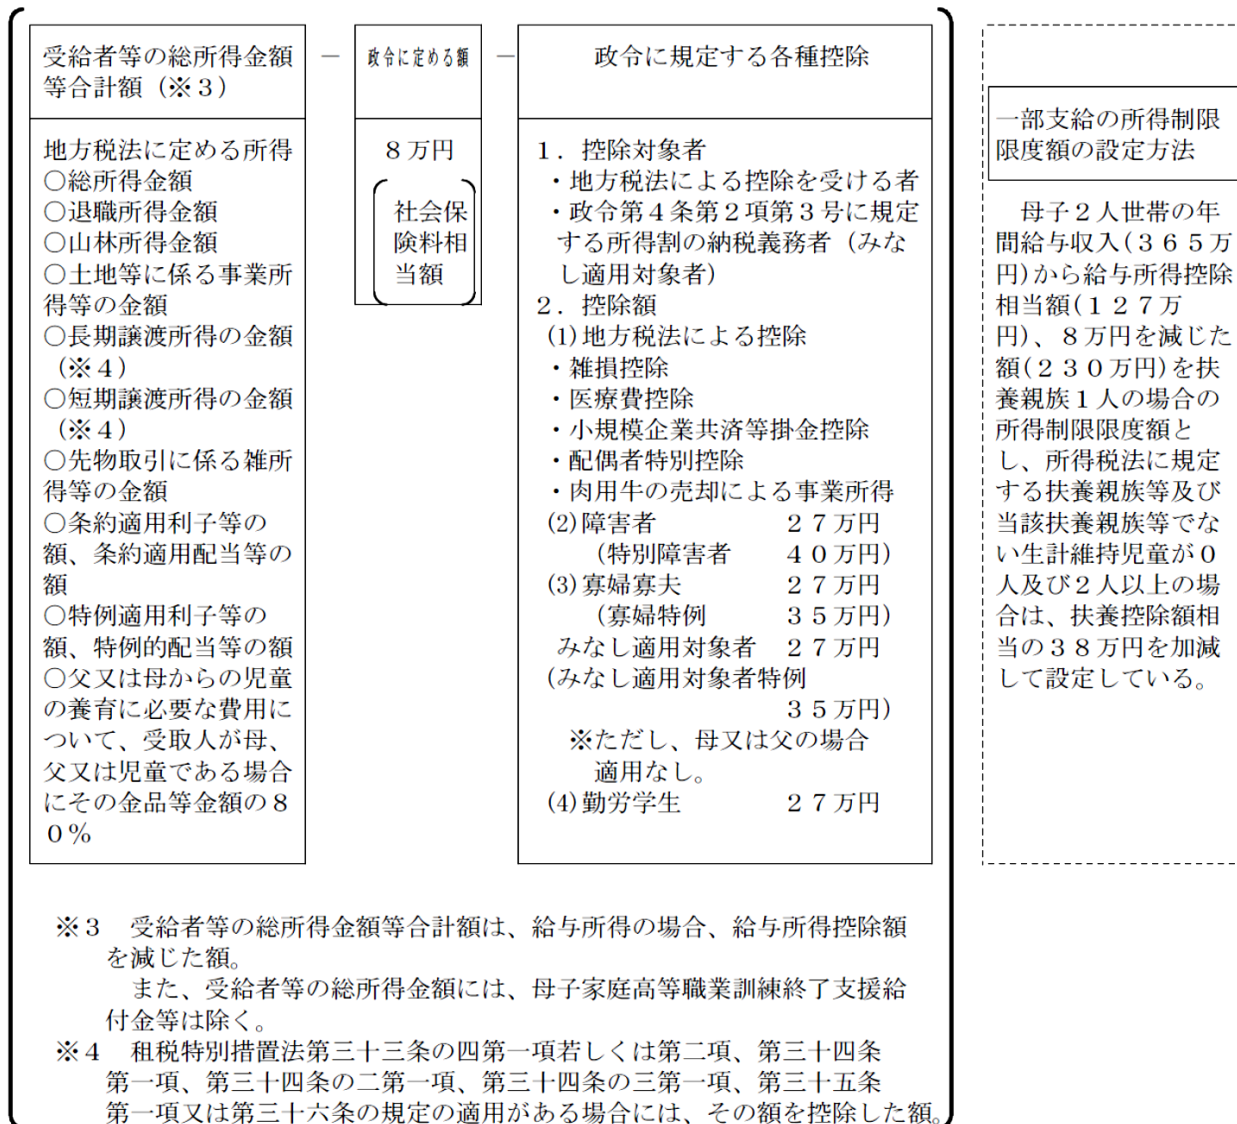 受給者等の総所得金額
等合計額（※３）
－
政令に定める額
－
政令に規定する各種控除
地方税法に定める所得
○総所得金額
○退職所得金額
○山林所得金額
○土地等に係る事業所
得等の金額
○長期譲渡所得の金額
（※４）
○短期譲渡所得の金額
（※４）
○先物取引に係る雑所
得等の金額
○条約適用利子等の
額、条約適用配当等の
額
○特例適用利子等の
額、特例的配当等の額
○父又は母からの児童
の養育に必要な費用に
ついて、受取人が母、
父又は児童である場合
にその金品等金額の８
０％
８万円
社会保
険料相
当額
１．控除対象者
・地方税法による控除を受ける者
・政令第４条第２項第３号に規定
する所得割の納税義務者（みな
し適用対象者）
２．控除額
(1)地方税法による控除
・雑損控除
・医療費控除
・小規模企業共済等掛金控除
・配偶者特別控除
・肉用牛の売却による事業所得
(2)障害者　２７万円
（特別障害者　４０万円）
(3)寡婦寡夫　２７万円
（寡婦特例　３５万円）
みなし適用対象者　２７万円
(みなし適用対象者特例
３５万円）
※ただし、母又は父の場合
適用なし。
(4)勤労学生　２７万円
一部支給の所得制限
限度額の設定方法
母子２人世帯の年
間給与収入(３６５万
円)から給与所得控除
相当額(１２７万
円)、８万円を減じた
額(２３０万円)を扶
養親族１人の場合の
所得制限限度額と
し、所得税法に規定
する扶養親族等及び
当該扶養親族等でな
い生計維持児童が０
人及び２人以上の場
合は、扶養控除額相
当の３８万円を加減
して設定している。
※３　受給者等の総所得金額等合計額は、給与所得の場合、給与所得控除額
を減じた額。
また、受給者等の総所得金額には、母子家庭高等職業訓練終了支援給
付金等は除く。
※４　租税特別措置法第三十三条の四第一項若しくは第二項、第三十四条
第一項、第三十四条の二第一項、第三十四条の三第一項、第三十五条
第一項又は第三十六条の規定の適用がある場合には、その額を控除した額。